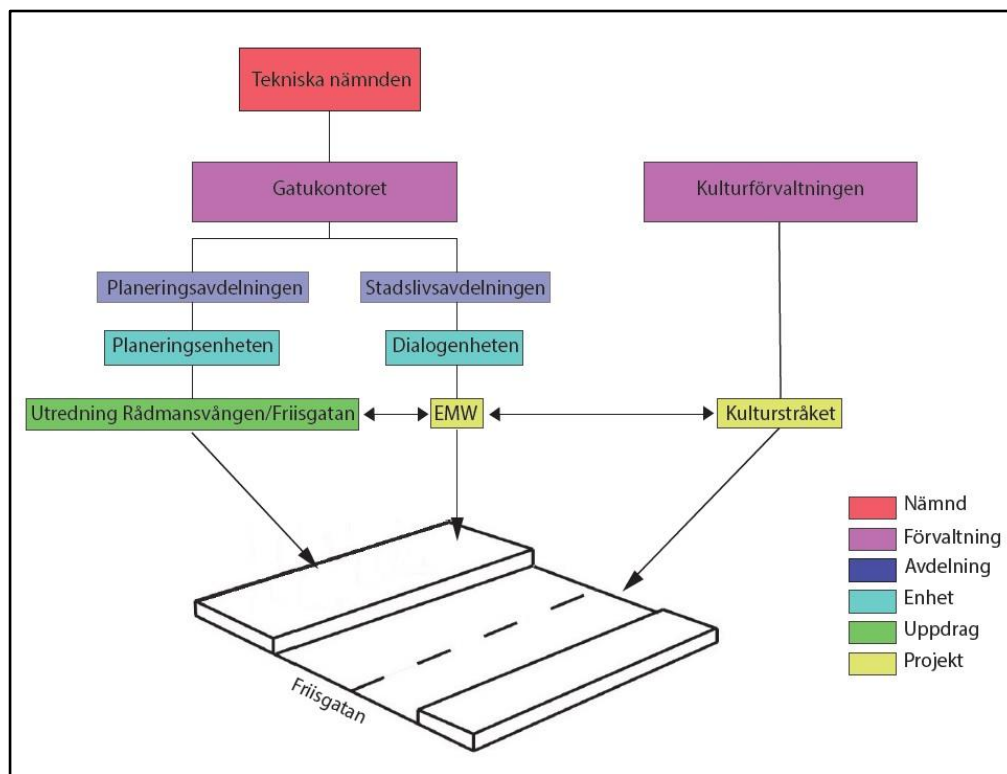 Tekniska nämnden
Gatukontoret
Kulturförvaltningen
Planeringsavdelningen
Stadslivsavdelningen
Planeringsenheten
Dialogenheten
Utredning Rådmansvången/Friisgatan
EMW
Kulturstråket
Nämnd
Förvaltning
Avdelning
Enhet
Uppdrag
Projekt
Friisgatan